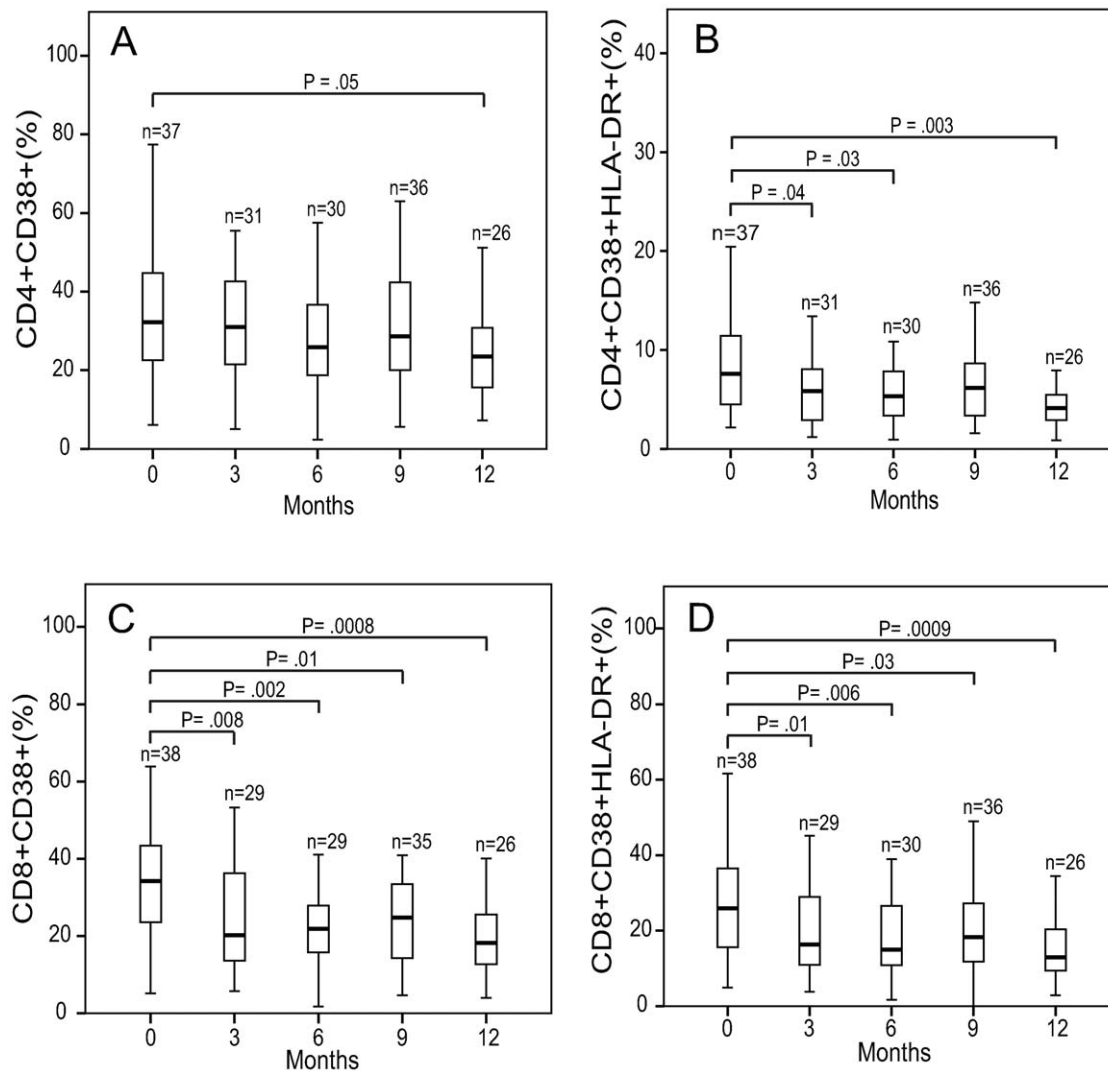 A
CD4+CD38+(%)
100
80
60
40
20
0
P = .05
n=37
n=31
n=30
n=36
n=26
0 3 6 9 12
Months
B
CD4+CD38+HLA-DR+(%)
40
30
20
10
0
P = .003
P = .03
P = .04
n=37
n=31
n=30
n=36
n=26
0 3 6 9 12
Months
C
CD8+CD38+(%)
100
80
60
40
20
0
P= .0008
P= .01
P= .002
P= .008
n=38
n=29
n=29
n=35
n=26
0 3 6 9 12
Months
D
CD8+CD38+HLA-DR+(%)
100
80
60
40
20
0
P= .0009
P= .03
P= .006
P= .01
n=38
n=29
n=30
n=36
n=26
0 3 6 9 12
Months